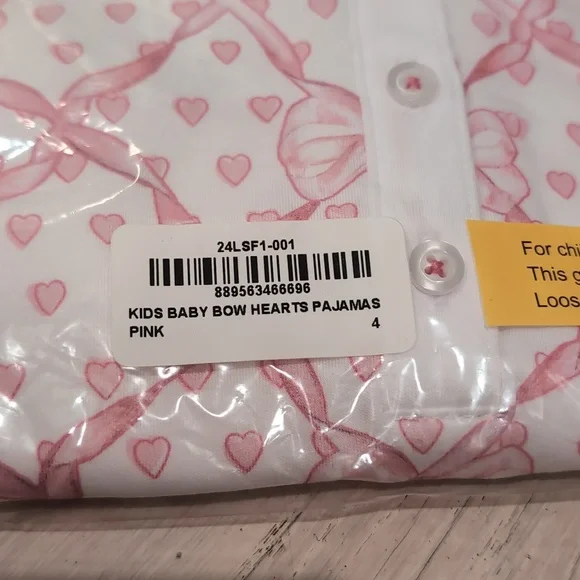 24LSF1-001
889563466696
KIDS BABY BOW HEARTS PAJAMAS
PINK 4
For chi
This g
Loos